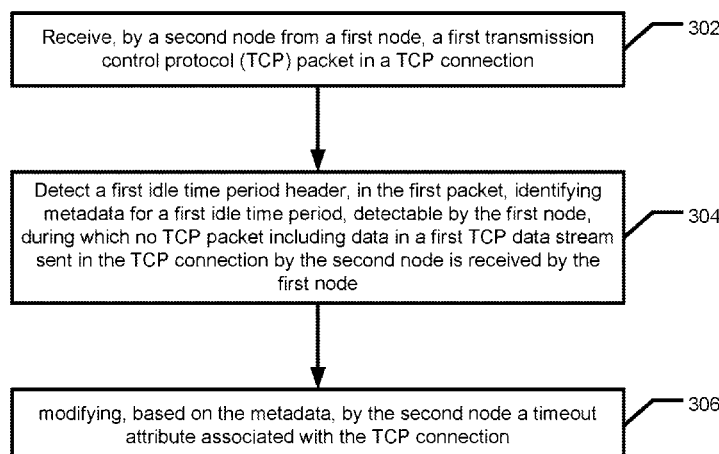 Receive, by a second node from a first node, a first transmission
control protocol (TCP) packet in a TCP connection
302
Detect a first idle time period header, in the first packet, identifying
metadata for a first idle time period, detectable by the first node,
during which no TCP packet including data in a first TCP data stream
sent in the TCP connection by the second node is received by the
first node
304
modifying, based on the metadata, by the second node a timeout
attribute associated with the TCP connection
306